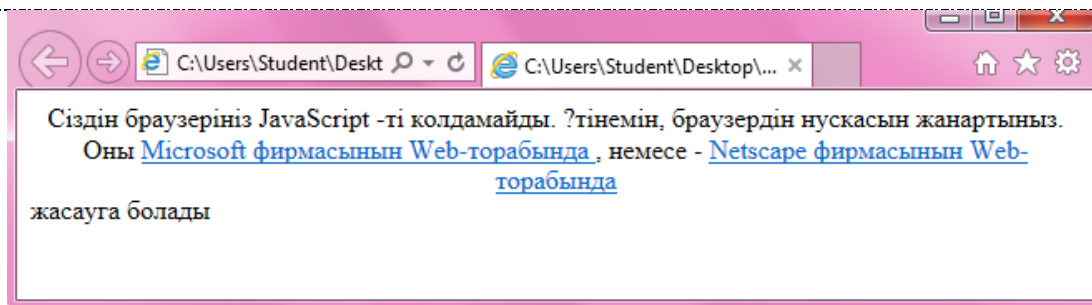 C:\Users\Student\Deskt
C:\Users\Student\Desktop\...
Сіздін браузерініз JavaScript -ті колдамайды. ?тінемін, браузердін нускасын жанартыныз.
Оны Microsoft фирмасынын Web-торабында , немесе - Netscape фирмасынын Web-
торабында
жасауга болады